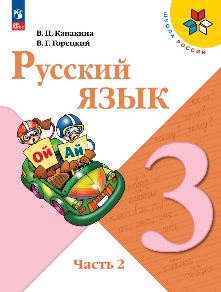 В. П. Канакина
В. Г. Горецкий
ШКОЛА РОССИИ
Русский
язык
ОЙ
АЙ
3
Часть 2